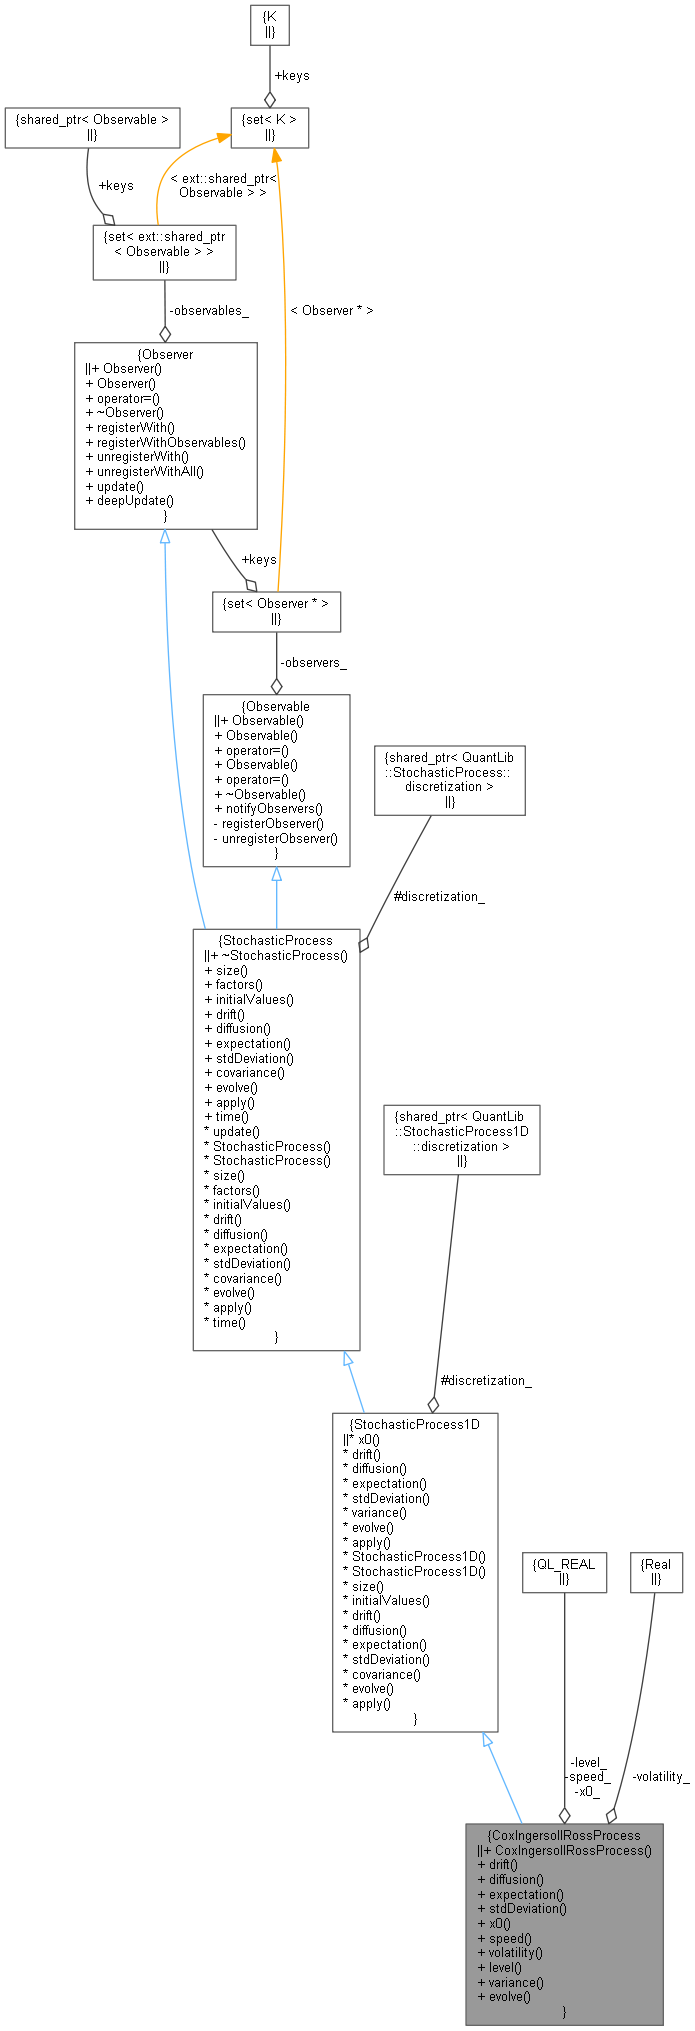 {K
||}
+keys
{shared_ptr< Observable >
||}
{set< K >
||}
+keys
< ext::shared_ptr<
Observable > >
{set< ext::shared_ptr
< Observable > >
||}
-observables_
< Observer * >
{Observer
||+ Observer()
+ Observer()
+ operator=()
+ ~Observer()
+ registerWith()
+ registerWithObservables()
+ unregisterWith()
+ unregisterWithAll()
+ update()
+ deepUpdate()
}
+keys
{set< Observer * >
||}
-observers_
{Observable
||+ Observable()
+ Observable()
+ operator=()
+ Observable()
+ operator=()
+ ~Observable()
+ notifyObservers()
- registerObserver()
- unregisterObserver()
}
{shared_ptr< QuantLib
::StochasticProcess::
discretization >
||}
#discretization_
{StochasticProcess
||+ ~StochasticProcess()
+ size()
+ factors()
+ initialValues()
+ drift()
+ diffusion()
+ expectation()
+ stdDeviation()
+ covariance()
+ evolve()
+ apply()
+ time()
* update()
* StochasticProcess()
* StochasticProcess()
* size()
* factors()
* initialValues()
* drift()
* diffusion()
* expectation()
* stdDeviation()
* covariance()
* evolve()
* apply()
* time()
}
{shared_ptr< QuantLib
::StochasticProcess1D
::discretization >
||}
#discretization_
{StochasticProcess1D
||* x0()
* drift()
* diffusion()
* expectation()
* stdDeviation()
* variance()
* evolve()
* apply()
* StochasticProcess1D()
* StochasticProcess1D()
* size()
* initialValues()
* drift()
* diffusion()
* expectation()
* stdDeviation()
* covariance()
* evolve()
* apply()
}
{QL_REAL
||}
{Real
||}
-level_
-speed_
-x0_
-volatility_
{CoxIngersollRossProcess
||+ CoxIngersollRossProcess()
+ drift()
+ diffusion()
+ expectation()
+ stdDeviation()
+ x0()
+ speed()
+ volatility()
+ level()
+ variance()
+ evolve()
}